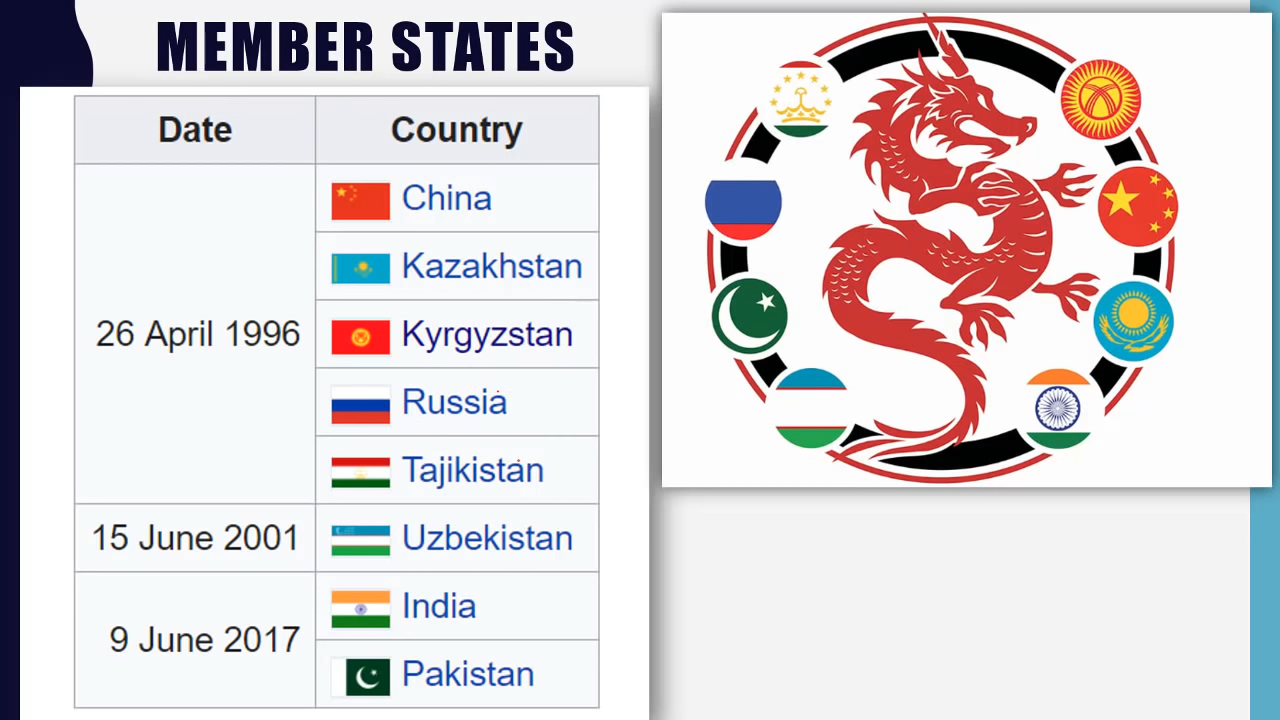 MEMBER STATES
Date Country
26 April 1996
China
Kazakhstan
Kyrgyzstan
Russia
Tajikistan
15 June 2001 Uzbekistan
9 June 2017
India
Pakistan